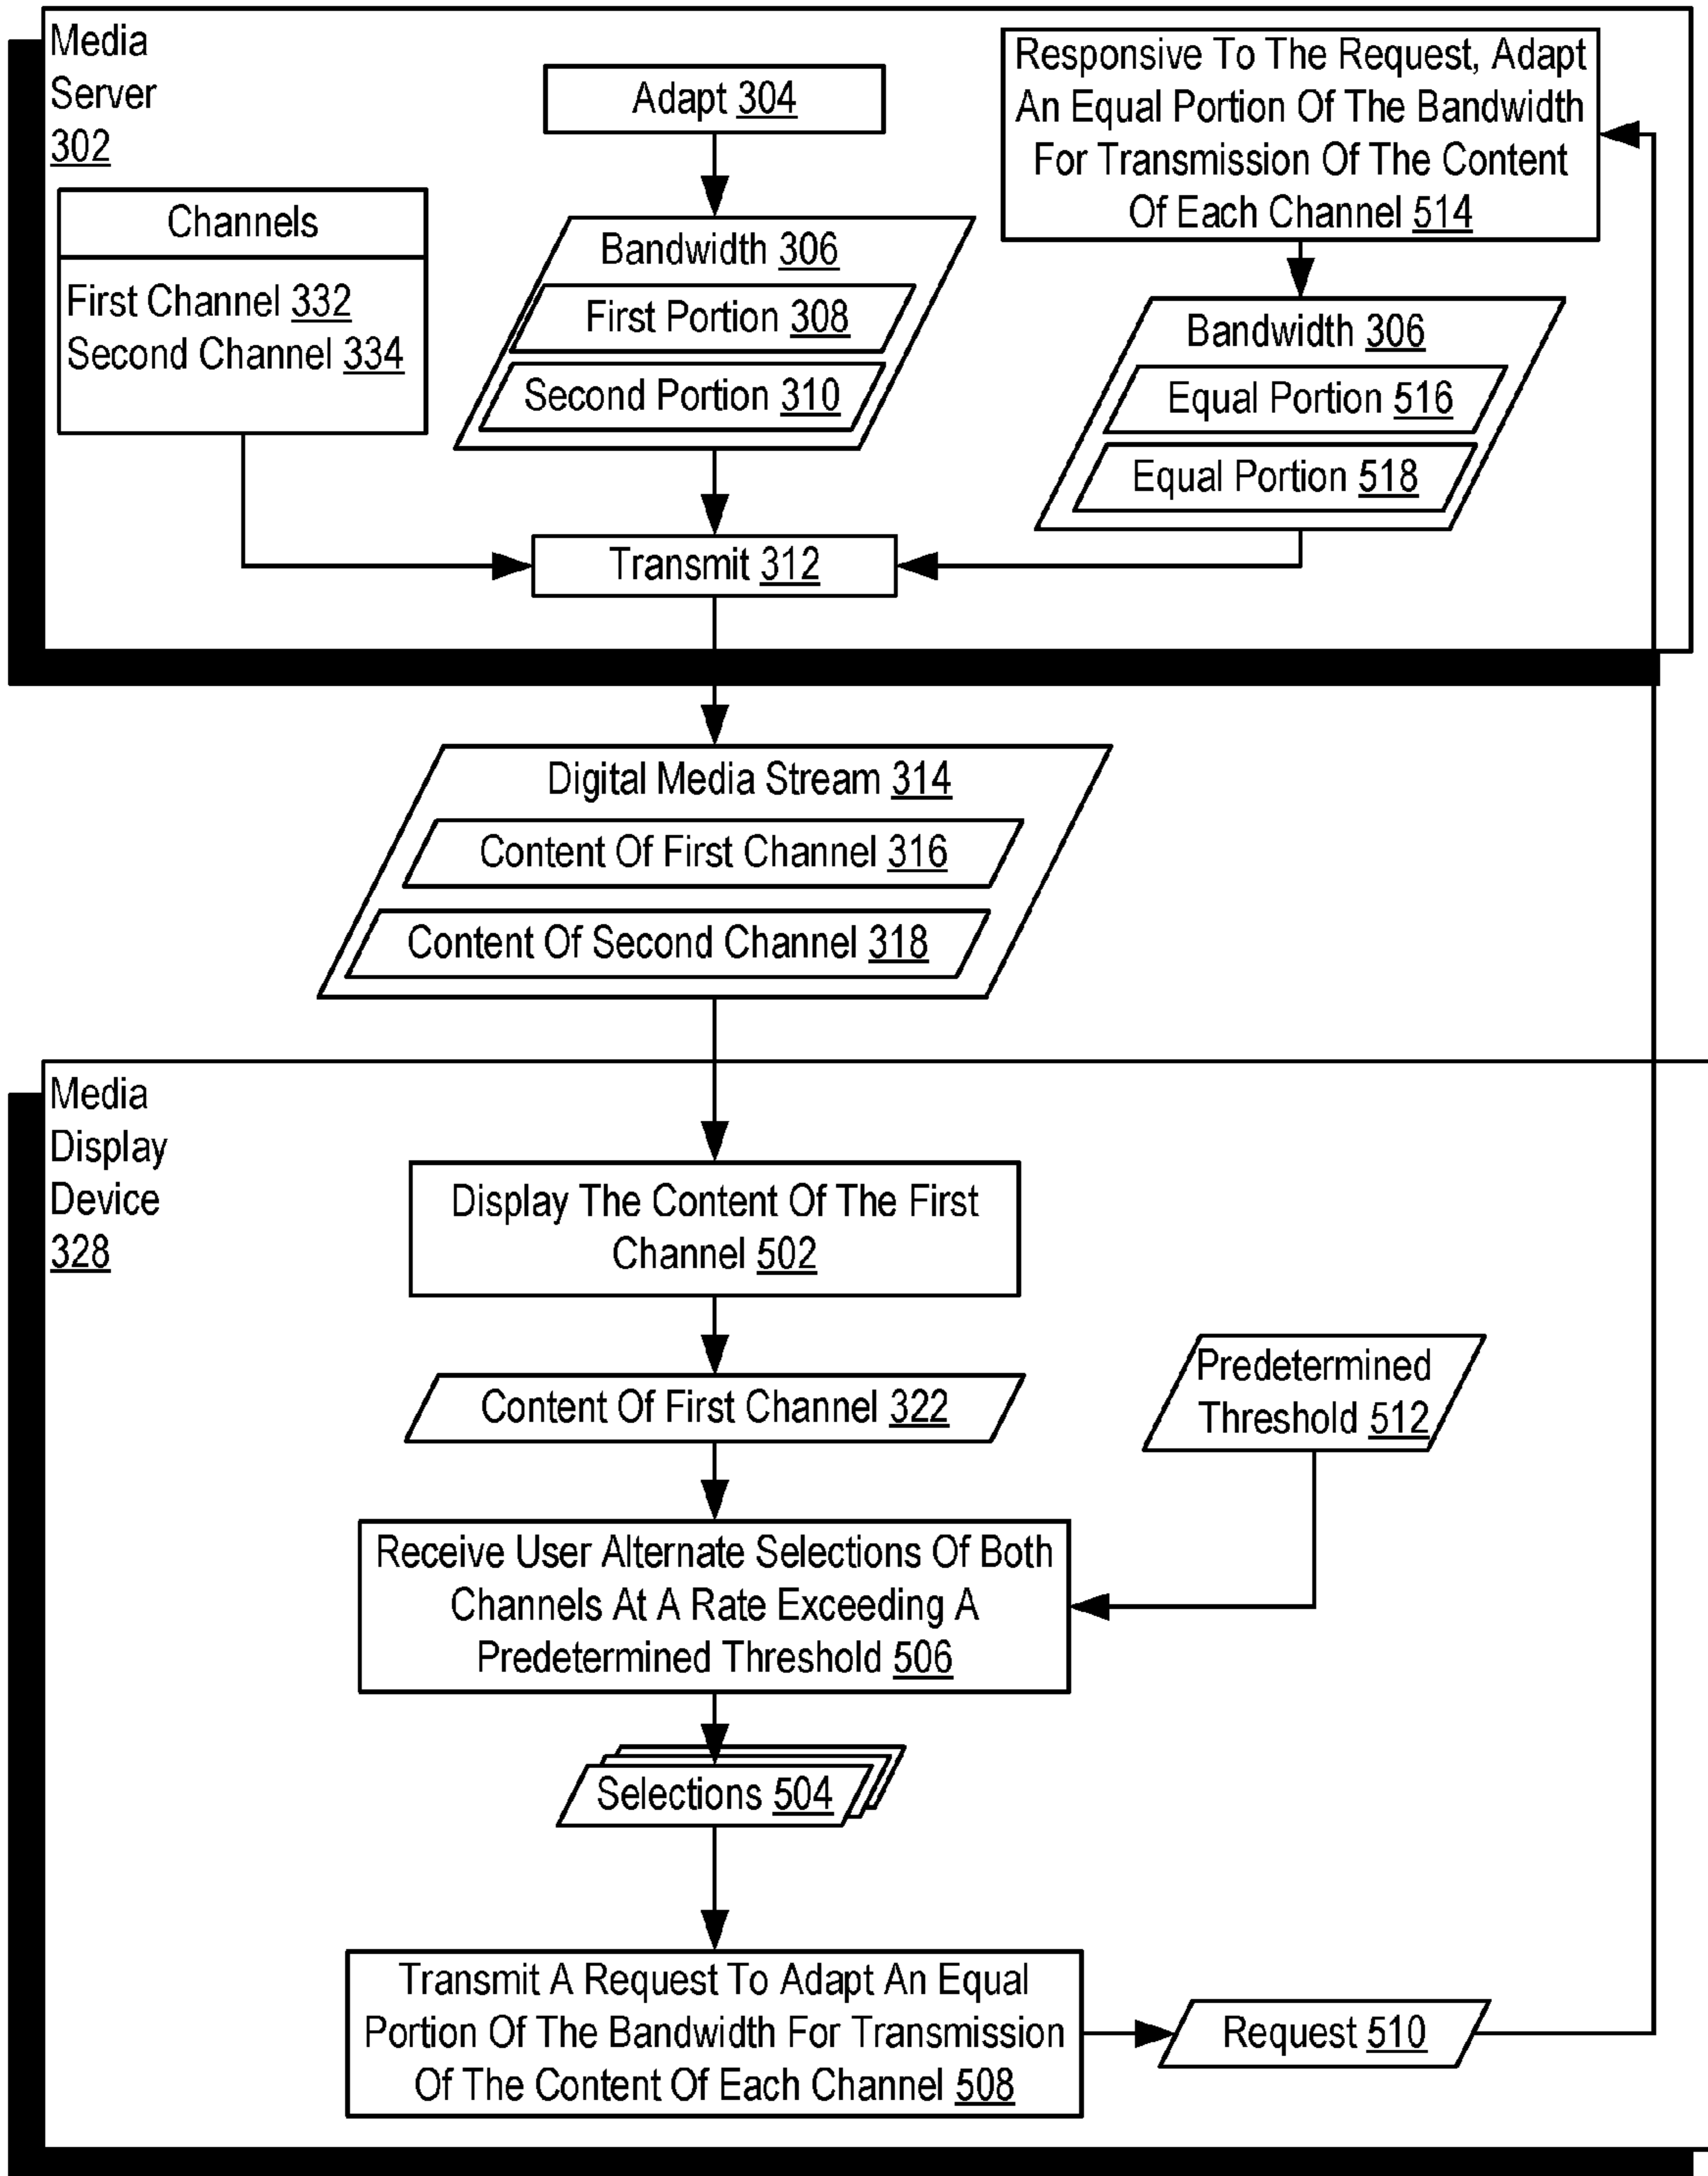 Media
Server
302
Adapt 304
Responsive To The Request, Adapt
An Equal Portion Of The Bandwidth
For Transmission Of The Content
Of Each Channel 514
Channels
First Channel 332
Second Channel 334
Bandwidth 306
First Portion 308
Second Portion 310
Bandwidth 306
Equal Portion 516
Equal Portion 518
Transmit 312
Digital Media Stream 314
Content Of First Channel 316
Content Of Second Channel 318
Media
Display
Device
328
Display The Content Of The First
Channel 502
Content Of First Channel 322
Predetermined
Threshold 512
Receive User Alternate Selections Of Both
Channels At A Rate Exceeding A
Predetermined Threshold 506
Selections 504
Transmit A Request To Adapt An Equal
Portion Of The Bandwidth For Transmission
Of The Content Of Each Channel 508
Request 510